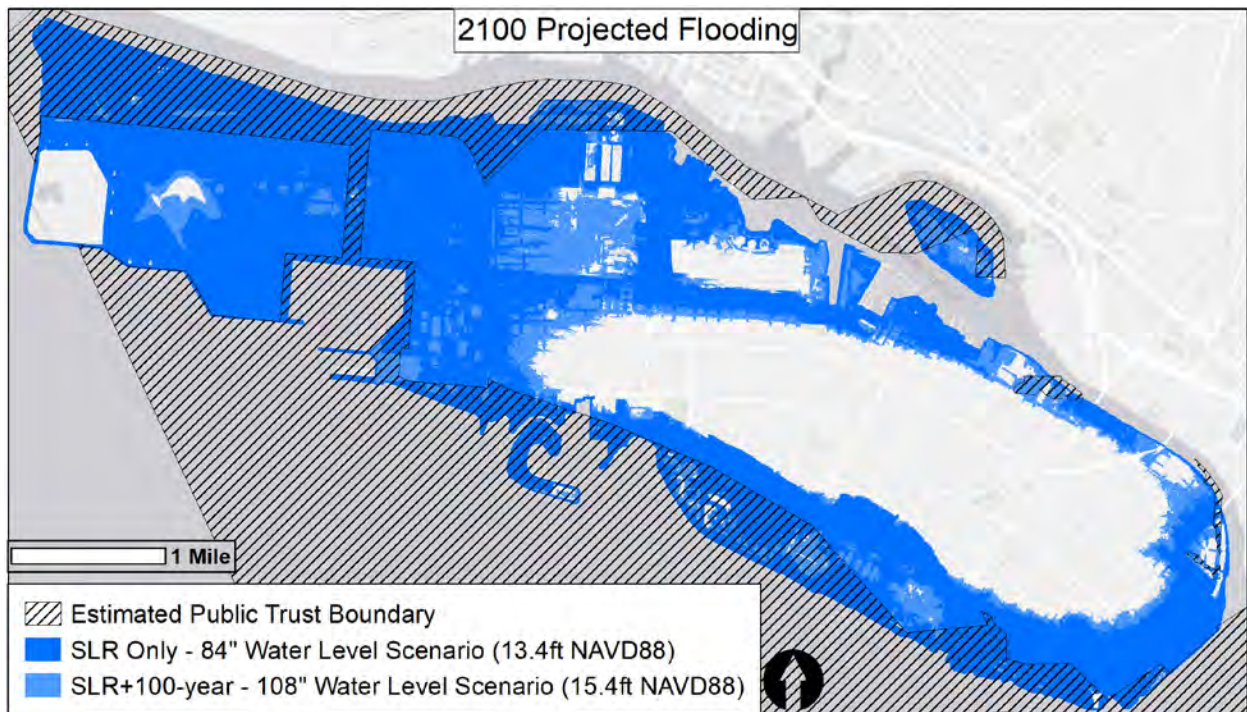 2100 Projected Flooding
1 Mile
Estimated Public Trust Boundary
SLR Only - 84" Water Level Scenario (13.4ft NAVD88)
SLR+100-year - 108" Water Level Scenario (15.4ft NAVD88)